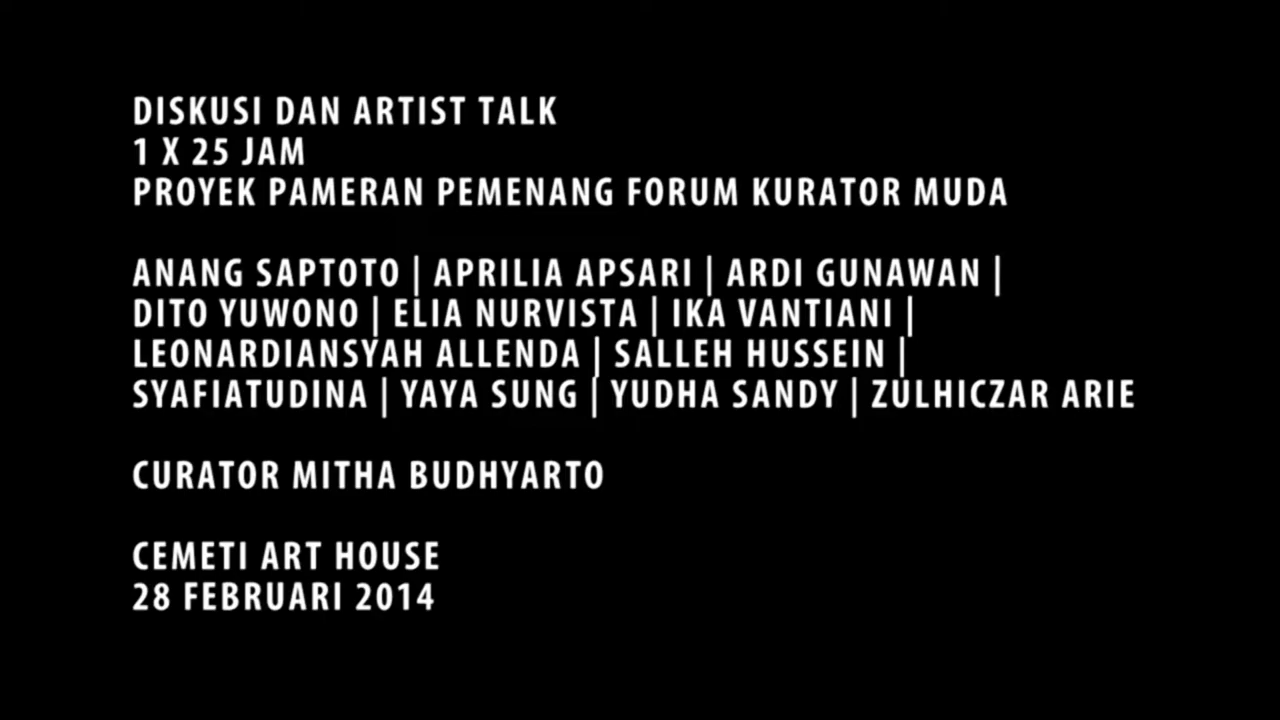 DISKUSI DAN ARTIST TALK
1 X 25 JAM
PROYEK PAMERAN PEMENANG FORUM KURATOR MUDA
ANANG SAPTOTO | APRILIA APSARI | ARDI GUNAWAN |
DITO YUWONO | ELIA NURVISTA | IKA VANTIANI |
LEONARDIANSYAH ALLENDA | SALLEH HUSSEIN |
SYAFIATUDINA | YAYA SUNG | YUDHA SANDY | ZULHICZAR ARIE
CURATOR MITHA BUDHYARTO
CEMETI ART HOUSE
28 FEBRUARI 2014